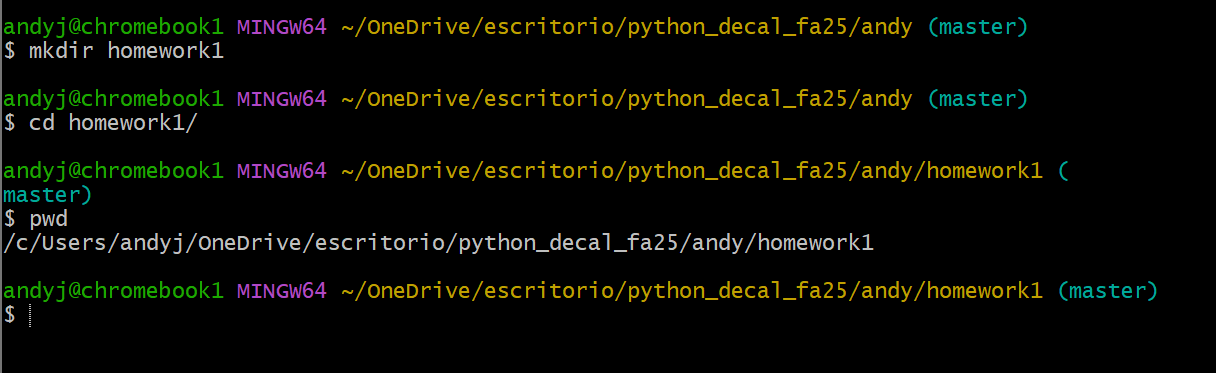 andyj@chromebook1 MINGW64 ~/OneDrive/escritorio/python_decal_fa25/andy (master)
$ mkdir homework1
andyj@chromebook1 MINGW64 ~/OneDrive/escritorio/python_decal_fa25/andy (master)
$ cd homework1/
andyj@chromebook1 MINGW64 ~/OneDrive/escritorio/python_decal_fa25/andy/homework1 (
master)
$ pwd
/c/Users/andyj/OneDrive/escritorio/python_decal_fa25/andy/homework1
andyj@chromebook1 MINGW64 ~/OneDrive/escritorio/python_decal_fa25/andy/homework1 (master)
$